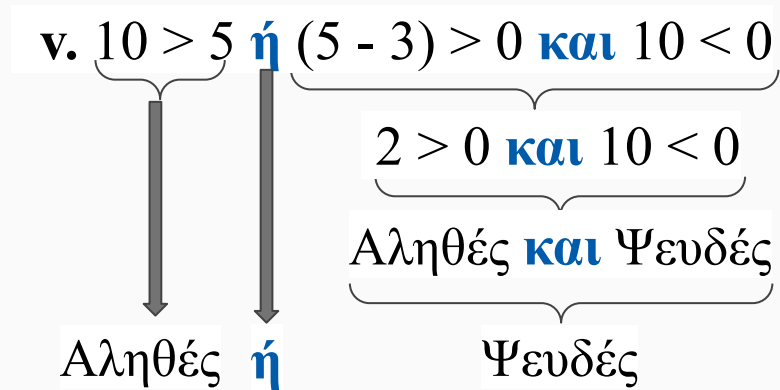 v. 10 > 5 ή (5 - 3) > 0 και 10 < 0
2 > 0 και 10 < 0
Αληθές και Ψευδές
Αληθές ή Ψευδές